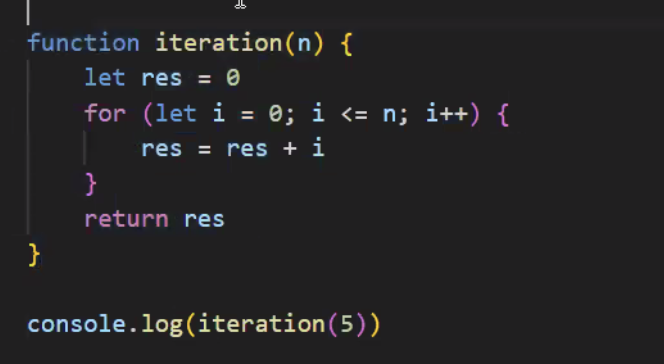 function iteration(n) {
    let res = 0
    for (let i = 0; i <= n; i++) {
        res = res + i
    }
    return res
}
console.log(iteration(5))